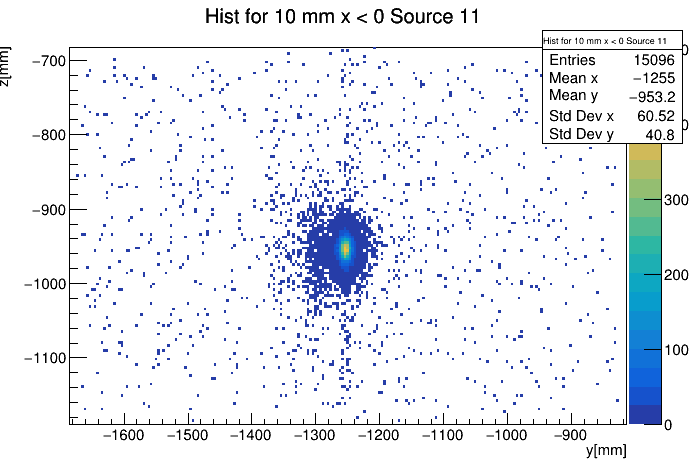 Hist for 10 mm x < 0 Source 11
z[mm]
Hist for 10 mm x < 0 Source 11
Entries 15096
Mean x −1255
Mean y −953.2
Std Dev x 60.52
Std Dev y 40.8
−700
−800
−900
−1000
−1100
300
200
100
0
−1600 −1500 −1400 −1300 −1200 −1100 −1000 −900
y[mm]